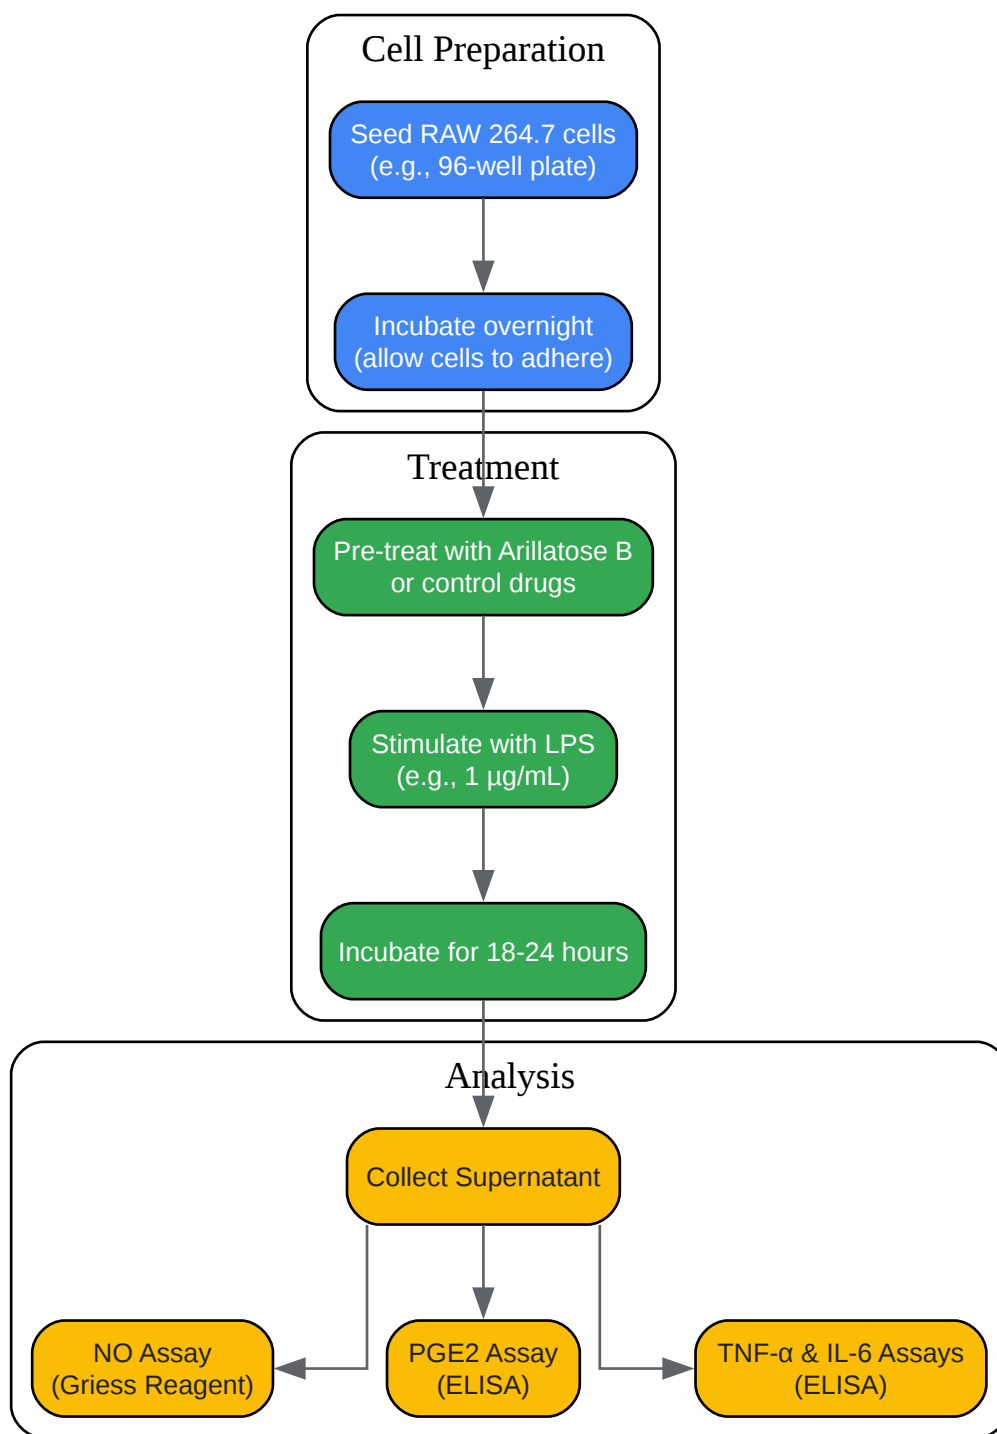 Cell Preparation
Seed RAW 264.7 cells
(e.g., 96-well plate)
Incubate overnight
(allow cells to adhere)
Treatment
Pre-treat with Arillatose B
or control drugs
Stimulate with LPS
(e.g., 1 µg/mL)
Incubate for 18-24 hours
Analysis
Collect Supernatant
NO Assay
(Griess Reagent)
PGE2 Assay
(ELISA)
TNF-α & IL-6 Assays
(ELISA)